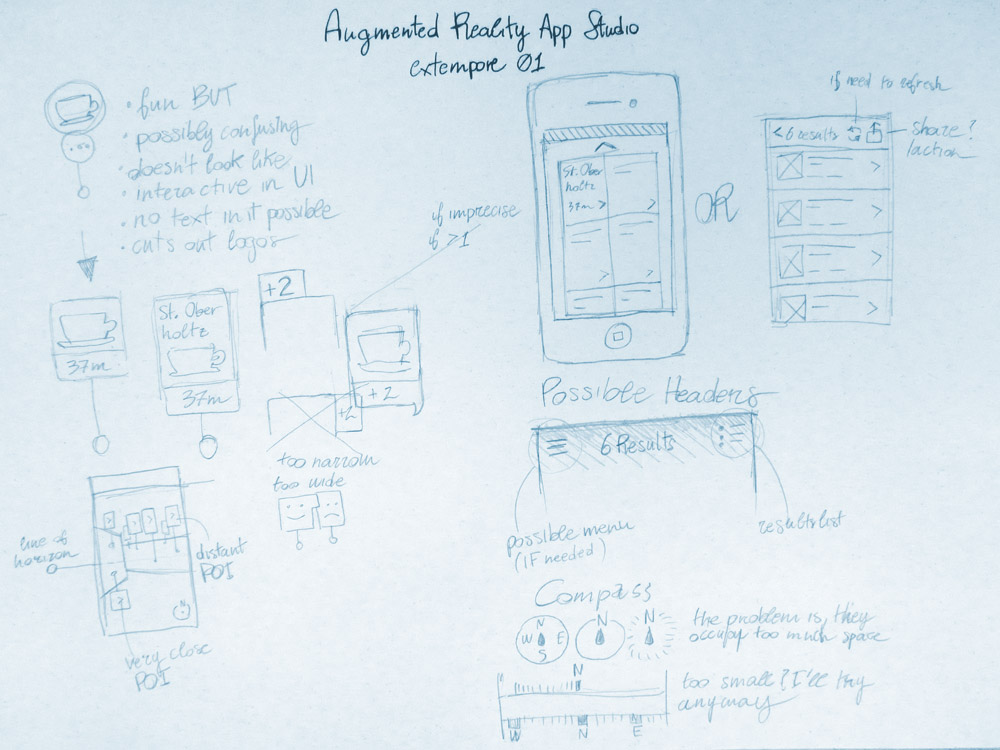 Augmented Reality App Studio
extempore 01
• fun BUT
• possibly confusing
• doesn't look like
• interactive in UI
• no text in it possible
• cuts out logos
37m
St. Ober
holtz
37m
+2
if imprecise
if >1
+2
+2
too narrow
too wide
line of
horizon
distant
POI
N
very close
POI
St. Ober
holtz
37m >
>
>
>
OR
if need to refresh
< 6 results
share?
/action
>
>
>
>
Possible Headers
6 Results
possible menu
(IF needed)
results list
Compass
N
W E
S
N
N
the problem is, they
occupy too much space
N
W N E
too small? I'll try
anyway